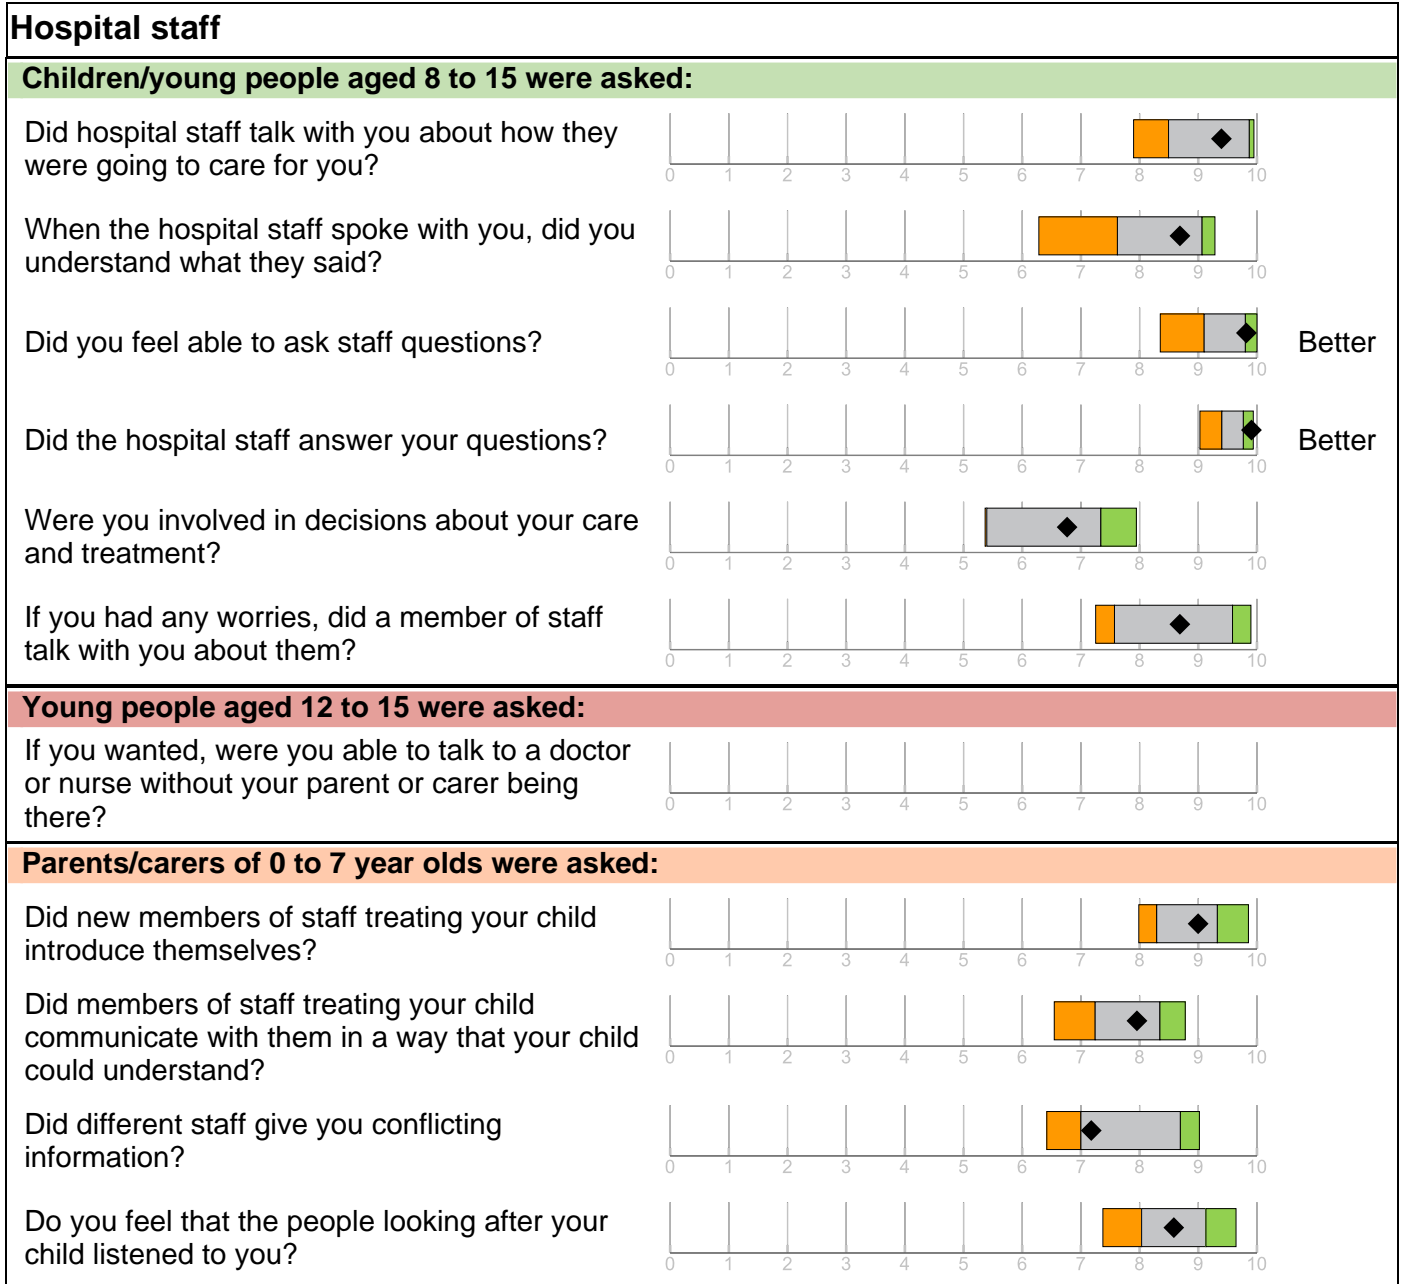 Hospital staff
Children/young people aged 8 to 15 were asked:
Did hospital staff talk with you about how they
were going to care for you?
0 1 2 3 4 5 6 7 8 9 10
When the hospital staff spoke with you, did you
understand what they said?
0 1 2 3 4 5 6 7 8 9 10
Did you feel able to ask staff questions?
Better
0 1 2 3 4 5 6 7 8 9 10
Did the hospital staff answer your questions?
Better
0 1 2 3 4 5 6 7 8 9 10
Were you involved in decisions about your care
and treatment?
0 1 2 3 4 5 6 7 8 9 10
If you had any worries, did a member of staff
talk with you about them?
0 1 2 3 4 5 6 7 8 9 10
Young people aged 12 to 15 were asked:
If you wanted, were you able to talk to a doctor
or nurse without your parent or carer being
there?
0 1 2 3 4 5 6 7 8 9 10
Parents/carers of 0 to 7 year olds were asked:
Did new members of staff treating your child
introduce themselves?
0 1 2 3 4 5 6 7 8 9 10
Did members of staff treating your child
communicate with them in a way that your child
could understand?
0 1 2 3 4 5 6 7 8 9 10
Did different staff give you conflicting
information?
0 1 2 3 4 5 6 7 8 9 10
Do you feel that the people looking after your
child listened to you?
0 1 2 3 4 5 6 7 8 9 10